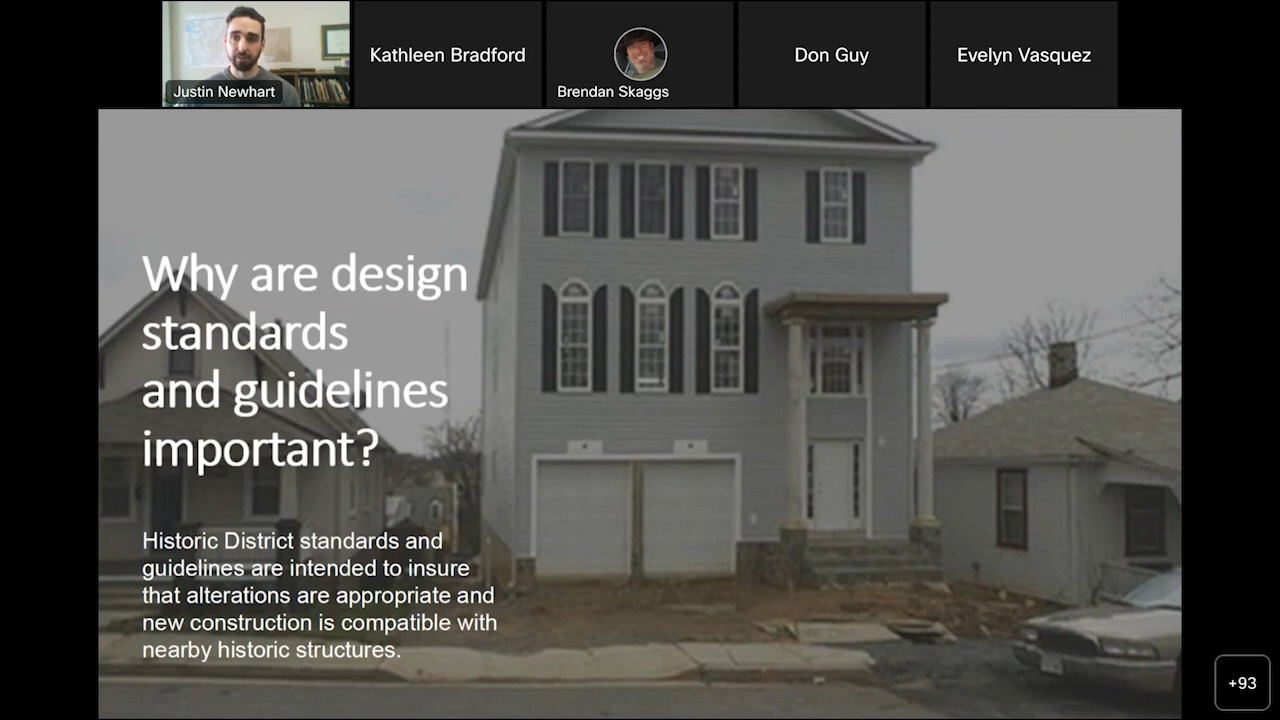 Justin Newhart
Kathleen Bradford
Brendan Skaggs
Don Guy
Evelyn Vasquez
Why are design
standards
and guidelines
important?
Historic District standards and
guidelines are intended to insure
that alterations are appropriate and
new construction is compatible with
nearby historic structures.
+93